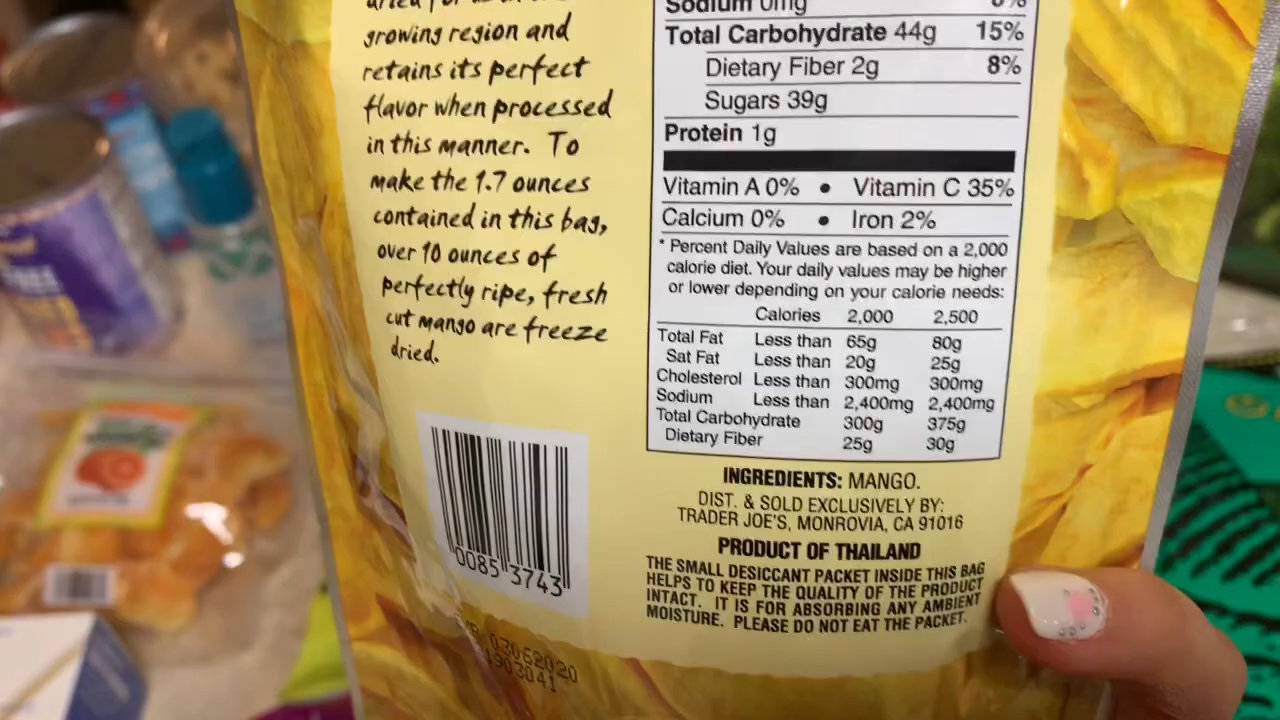 growing region and
retains its perfect
flavor when processed
in this manner. To
make the 1.7 ounces
contained in this bag,
over 10 ounces of
perfectly ripe, fresh
cut mango are freeze
dried.
0085 3743
03062020
Sodium 0mg 0%
Total Carbohydrate 44g 15%
Dietary Fiber 2g 8%
Sugars 39g
Protein 1g
Vitamin A 0% • Vitamin C 35%
Calcium 0% • Iron 2%
* Percent Daily Values are based on a 2,000
calorie diet. Your daily values may be higher
or lower depending on your calorie needs:
Calories 2,000 2,500
Total Fat Less than 65g 80g
Sat Fat Less than 20g 25g
Cholesterol Less than 300mg 300mg
Sodium Less than 2,400mg 2,400mg
Total Carbohydrate 300g 375g
Dietary Fiber 25g 30g
INGREDIENTS: MANGO.
DIST. & SOLD EXCLUSIVELY BY:
TRADER JOE'S, MONROVIA, CA 91016
PRODUCT OF THAILAND
THE SMALL DESICCANT PACKET INSIDE THIS BAG
HELPS TO KEEP THE QUALITY OF THE PRODUCT
INTACT. IT IS FOR ABSORBING ANY AMBIENT
MOISTURE. PLEASE DO NOT EAT THE PACKET.